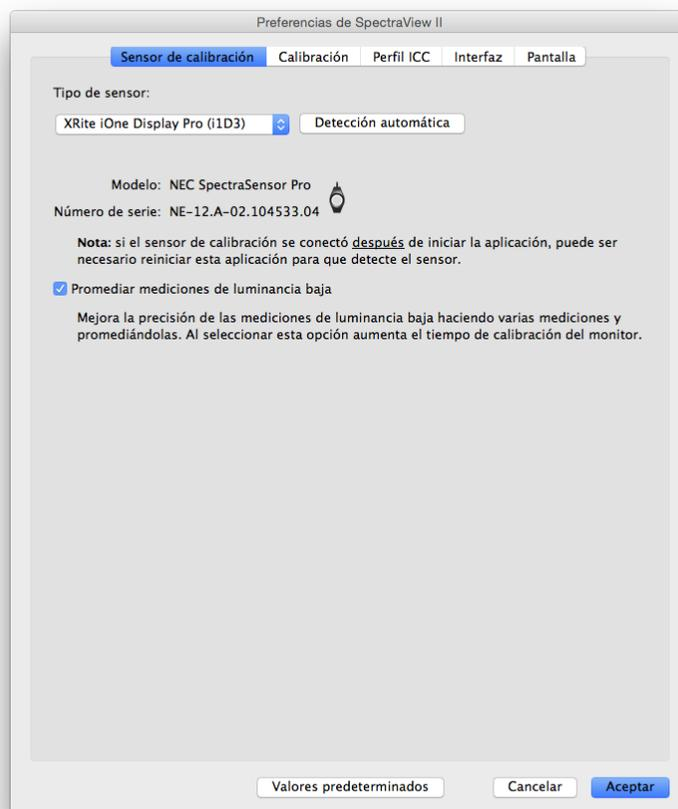 Preferencias de SpectraView II
Sensor de calibración Calibración Perfil ICC Interfaz Pantalla
Tipo de sensor:
XRite iOne Display Pro (i1D3) Detección automática
Modelo: NEC SpectraSensor Pro
Número de serie: NE-12.A-02.104533.04
Nota: si el sensor de calibración se conectó después de iniciar la aplicación, puede ser
necesario reiniciar esta aplicación para que detecte el sensor.
Promediar mediciones de luminancia baja
Mejora la precisión de las mediciones de luminancia baja haciendo varias mediciones y
promediándolas. Al seleccionar esta opción aumenta el tiempo de calibración del monitor.
Valores predeterminados Cancelar Aceptar